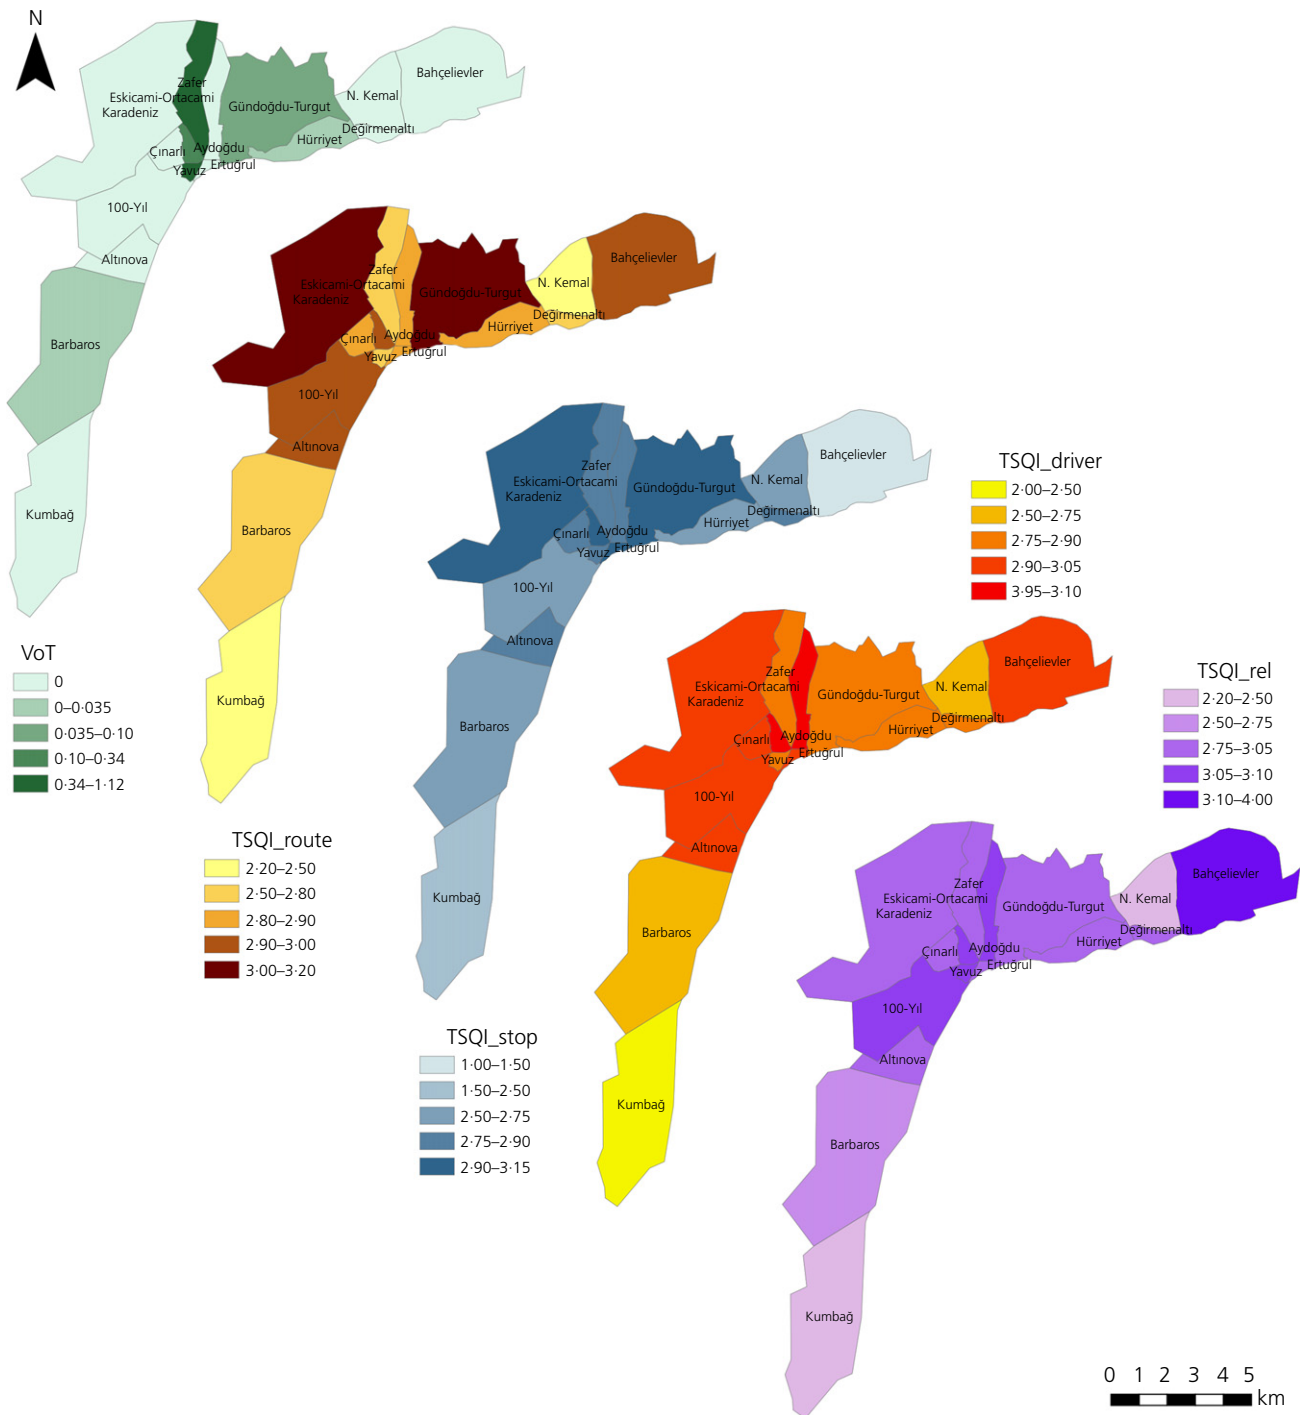 N
Zafer
Eskicami-Ortacami
Karadeniz
Gündoğdu-Turgut
N. Kemal
Bahçelievler
Değirmenaltı
Hürriyet
Çınarlı
Aydoğdu
Yavuz
Ertuğrul
100-Yıl
Altınova
Barbaros
Kumbağ
VoT
0
0–0·035
0·035–0·10
0·10–0·34
0·34–1·12
Zafer
Eskicami-Ortacami
Karadeniz
Gündoğdu-Turgut
N. Kemal
Bahçelievler
Değirmenaltı
Hürriyet
Çınarlı
Aydoğdu
Yavuz
Ertuğrul
100-Yıl
Altınova
Barbaros
Kumbağ
TSQI_route
2·20–2·50
2·50–2·80
2·80–2·90
2·90–3·00
3·00–3·20
Zafer
Eskicami-Ortacami
Karadeniz
Gündoğdu-Turgut
N. Kemal
Bahçelievler
Değirmenaltı
Hürriyet
Çınarlı
Aydoğdu
Yavuz
Ertuğrul
100-Yıl
Altınova
Barbaros
Kumbağ
TSQI_stop
1·00–1·50
1·50–2·50
2·50–2·75
2·75–2·90
2·90–3·15
TSQI_driver
2·00–2·50
2·50–2·75
2·75–2·90
2·90–3·05
3·95–3·10
Zafer
Eskicami-Ortacami
Karadeniz
Gündoğdu-Turgut
N. Kemal
Bahçelievler
Değirmenaltı
Hürriyet
Çınarlı
Aydoğdu
Yavuz
Ertuğrul
100-Yıl
Altınova
Barbaros
Kumbağ
TSQI_rel
2·20–2·50
2·50–2·75
2·75–3·05
3·05–3·10
3·10–4·00
Zafer
Eskicami-Ortacami
Karadeniz
Gündoğdu-Turgut
N. Kemal
Bahçelievler
Değirmenaltı
Hürriyet
Çınarlı
Aydoğdu
Yavuz
Ertuğrul
100-Yıl
Altınova
Barbaros
Kumbağ
0 1 2 3 4 5
km